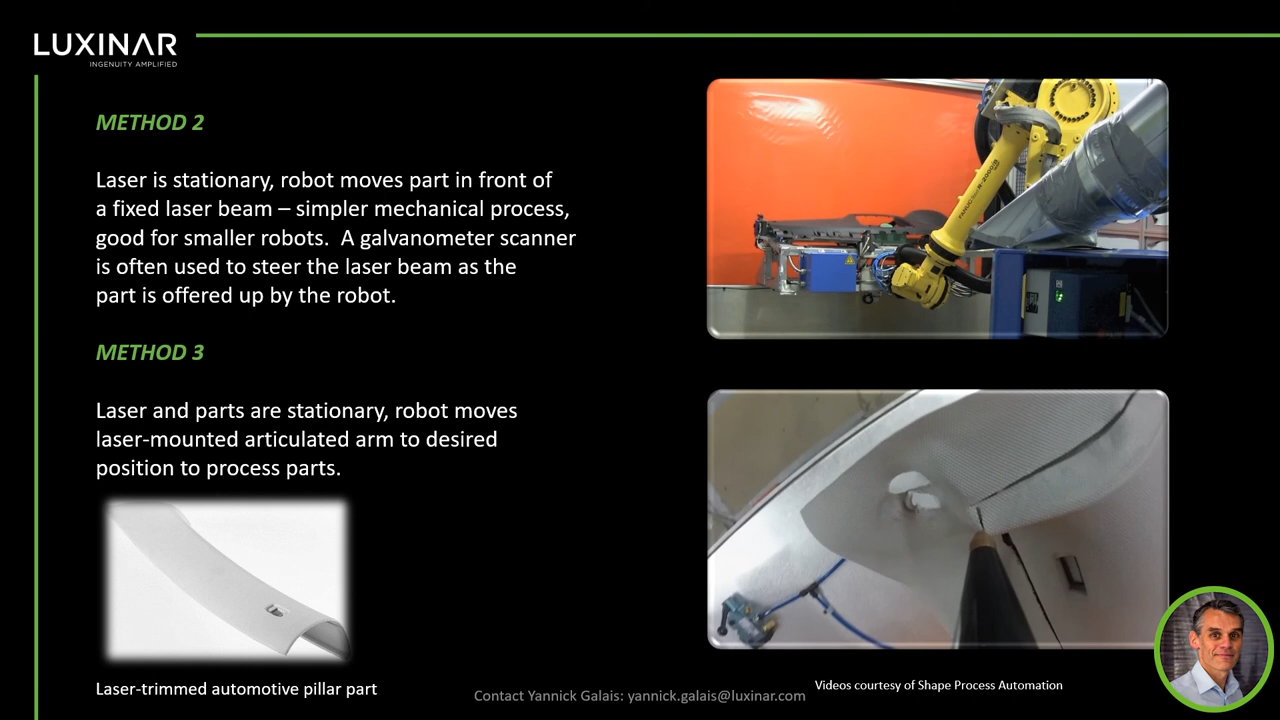 LUXINAR
INGENUITY AMPLIFIED
METHOD 2
Laser is stationary, robot moves part in front of
a fixed laser beam – simpler mechanical process,
good for smaller robots.  A galvanometer scanner
is often used to steer the laser beam as the
part is offered up by the robot.
METHOD 3
Laser and parts are stationary, robot moves
laser-mounted articulated arm to desired
position to process parts.
Laser-trimmed automotive pillar part
FANUC
Contact Yannick Galais: yannick.galais@luxinar.com
Videos courtesy of Shape Process Automation